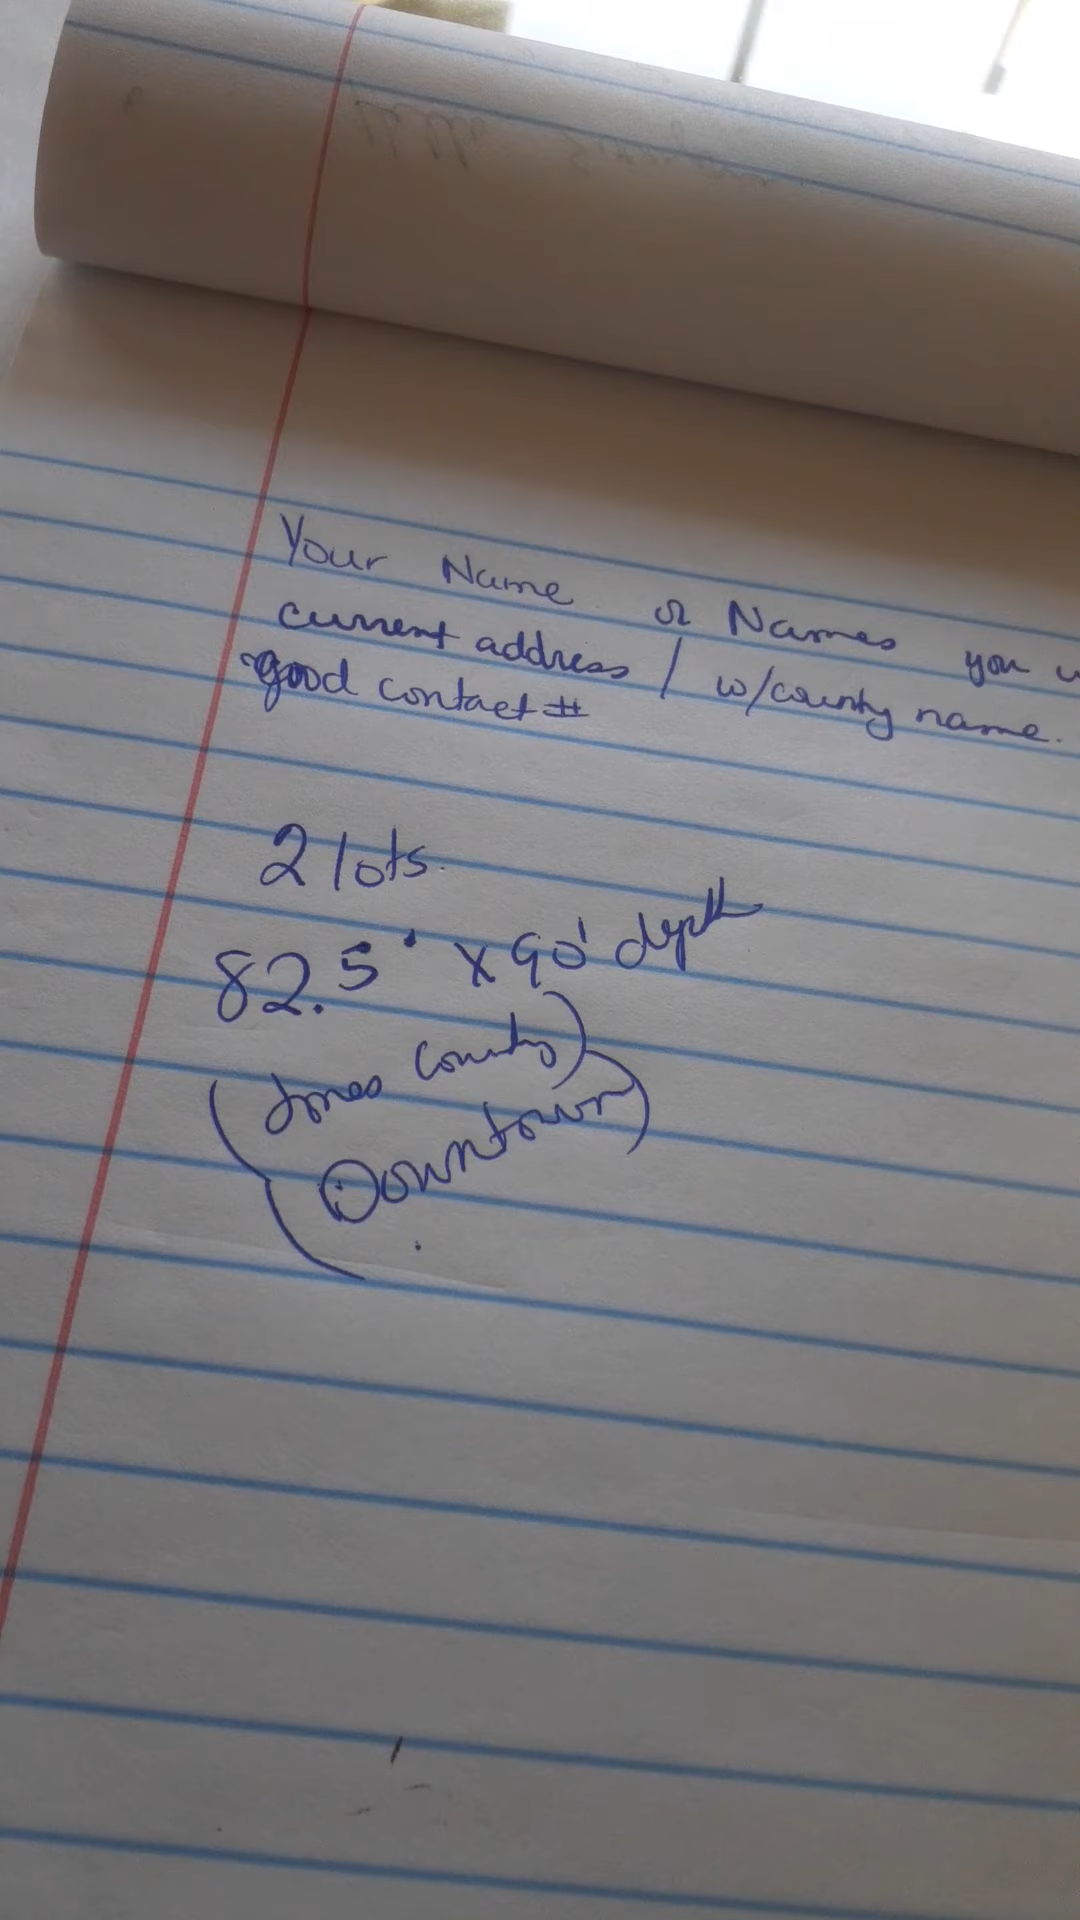 Your Name or Names you
current address / w/county name.
good contact #
2 lots.
82.5' x 90' depth
(Jones County)
(Downtown)